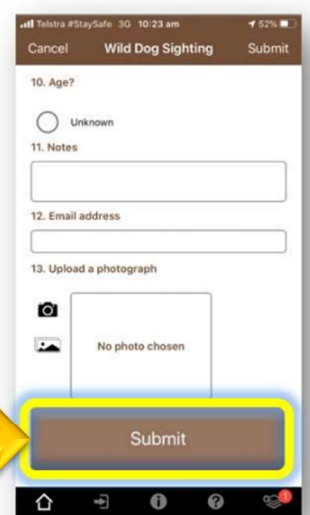 Telstra #StaySafe 3G 10:23 am 52%
Cancel Wild Dog Sighting Submit
10. Age?
Unknown
11. Notes
12. Email address
13. Upload a photograph
No photo chosen
Submit
1